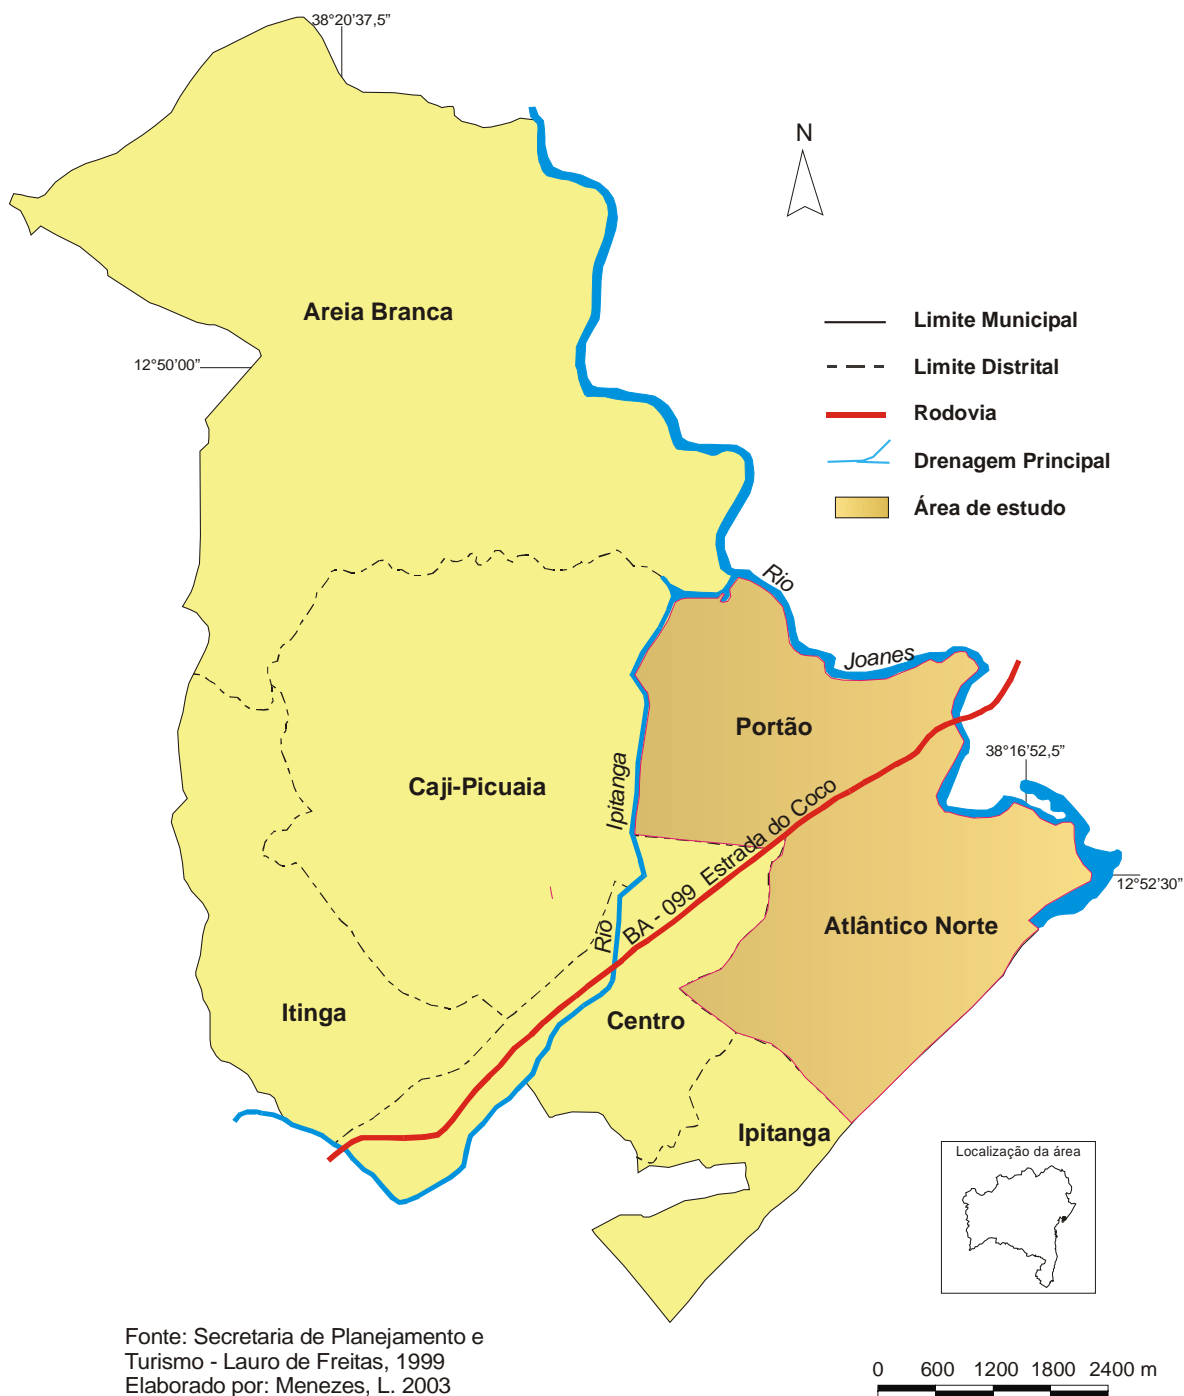 38°20'37,5"
N
Areia Branca
12°50'00"
Limite Municipal
Limite Distrital
Rodovia
Drenagem Principal
Área de estudo
Rio
Joanes
Portão
38°16'52,5"
Caji-Picuaia
Ipitanga
Rio
BA - 099 Estrada do Coco
12°52'30"
Atlântico Norte
Itinga
Centro
Ipitanga
Localização da área
Fonte: Secretaria de Planejamento e
Turismo - Lauro de Freitas, 1999
Elaborado por: Menezes, L. 2003
0 600 1200 1800 2400 m